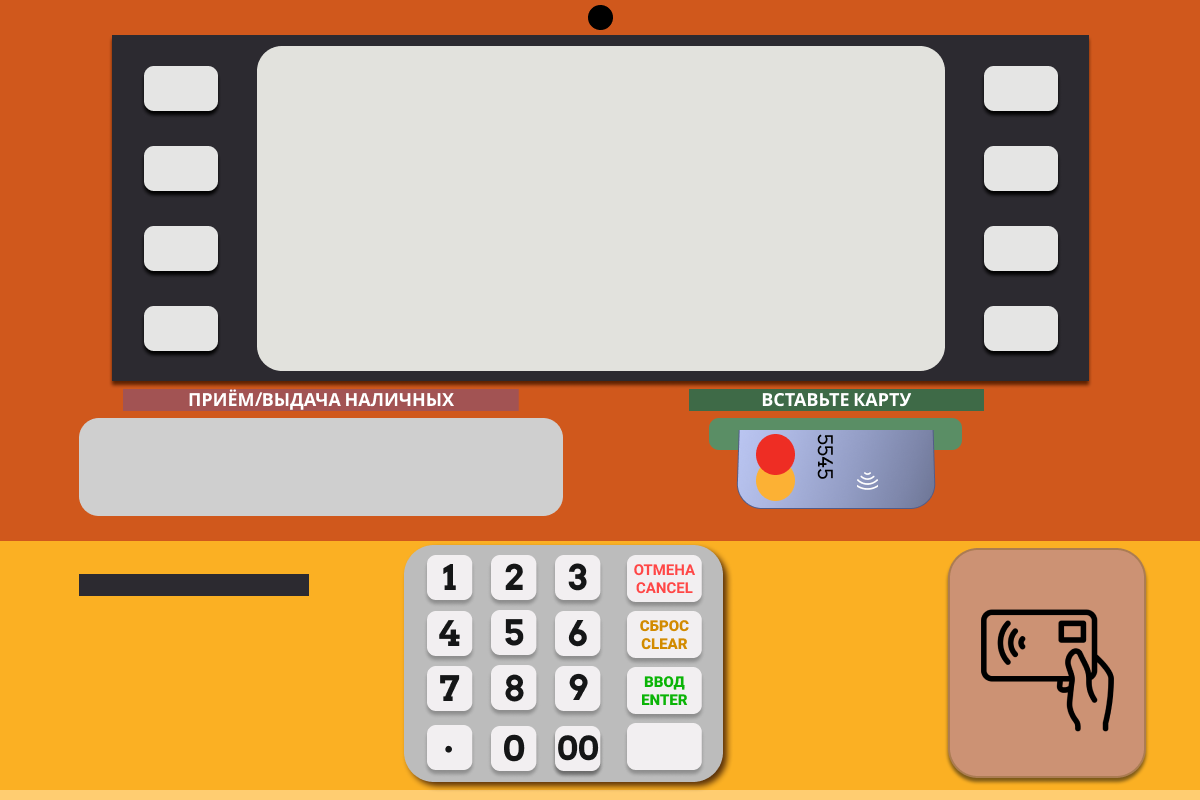 ПРИЁМ/ВЫДАЧА НАЛИЧНЫХ
ВСТАВЬТЕ КАРТУ
5545
1 2 3 ОТМЕНА
CANCEL
4 5 6 СБРОС
CLEAR
7 8 9 ВВОД
ENTER
· 0 00